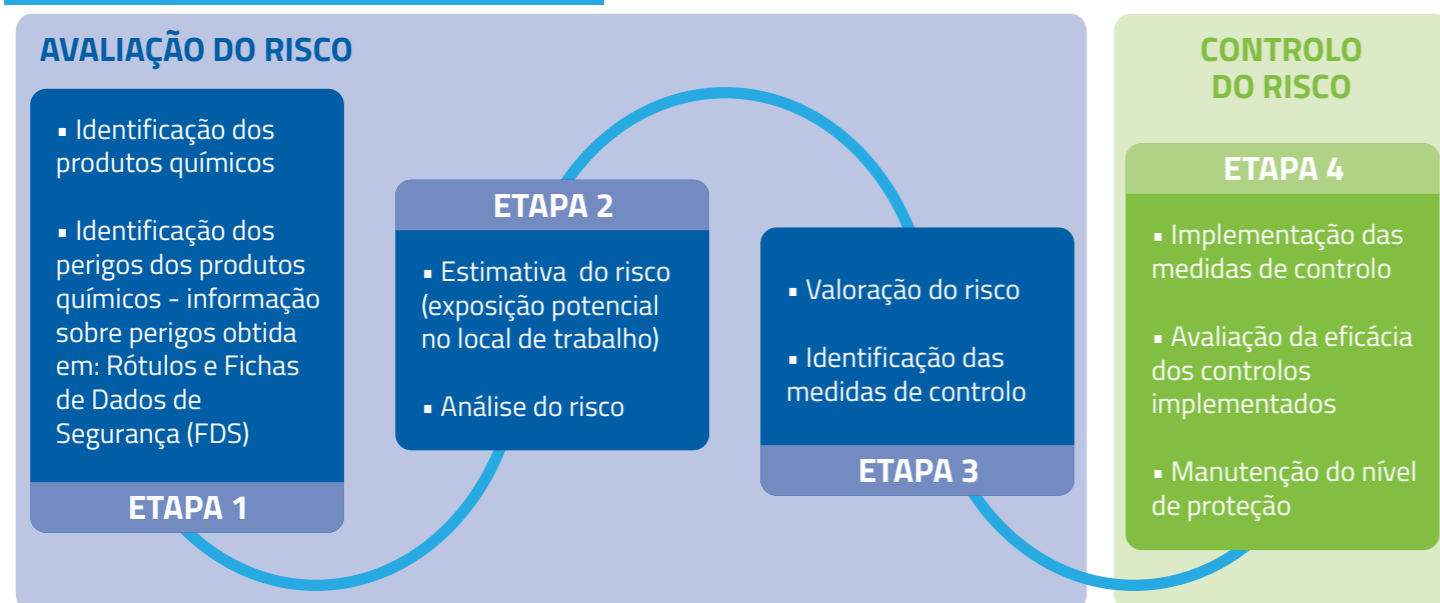 AVALIAÇÃO DO RISCO
▪ Identificação dos
produtos químicos
▪ Identificação dos
perigos dos produtos
químicos - informação
sobre perigos obtida
em: Rótulos e Fichas
de Dados de
Segurança (FDS)
ETAPA 1
ETAPA 2
▪ Estimativa do risco
(exposição potencial
no local de trabalho)
▪ Análise do risco
▪ Valoração do risco
▪ Identificação das
medidas de controlo
ETAPA 3
CONTROLO
DO RISCO
ETAPA 4
▪ Implementação das
medidas de controlo
▪ Avaliação da eficácia
dos controlos
implementados
▪ Manutenção do nível
de proteção